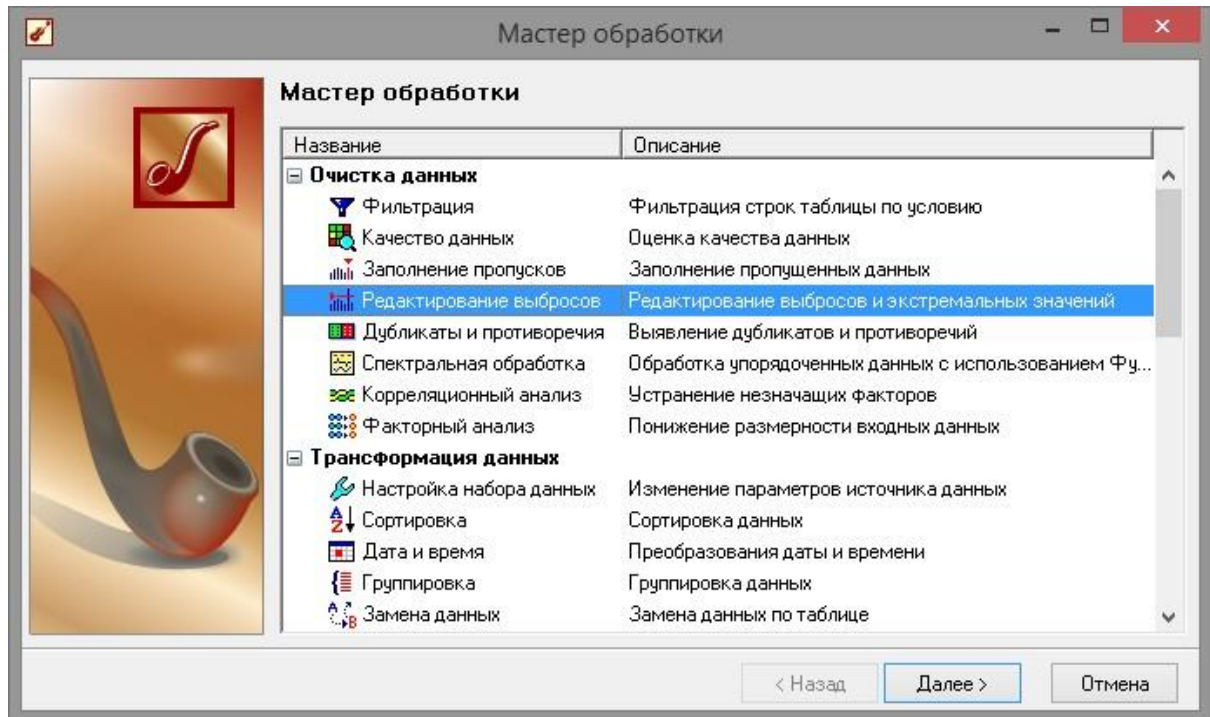 Мастер обработки
Мастер обработки
Название Описание
Очистка данных
Фильтрация Фильтрация строк таблицы по условию
Качество данных Оценка качества данных
Заполнение пропусков Заполнение пропущенных данных
Редактирование выбросов Редактирование выбросов и экстремальных значений
Дубликаты и противоречия Выявление дубликатов и противоречий
Спектральная обработка Обработка упорядоченных данных с использованием Фу...
Корреляционный анализ Устранение незначащих факторов
Факторный анализ Понижение размерности входных данных
Трансформация данных
Настройка набора данных Изменение параметров источника данных
Сортировка Сортировка данных
Дата и время Преобразования даты и времени
Группировка Группировка данных
Замена данных Замена данных по таблице
< Назад Далее > Отмена